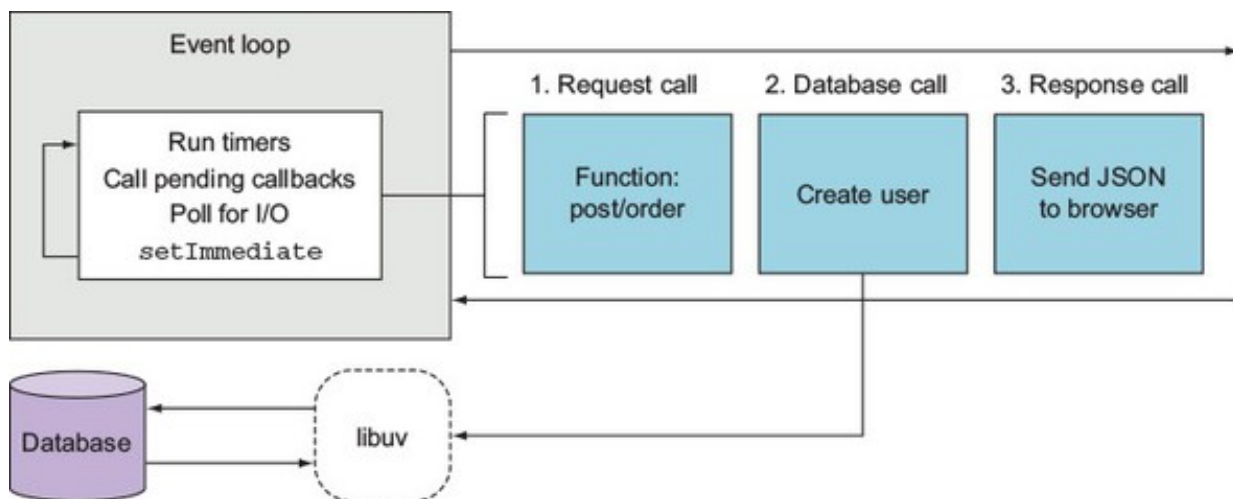 Event loop
Run timers
Call pending callbacks
Poll for I/O
setImmediate
1. Request call
2. Database call
3. Response call
Function:
post/order
Create user
Send JSON
to browser
Database
libuv